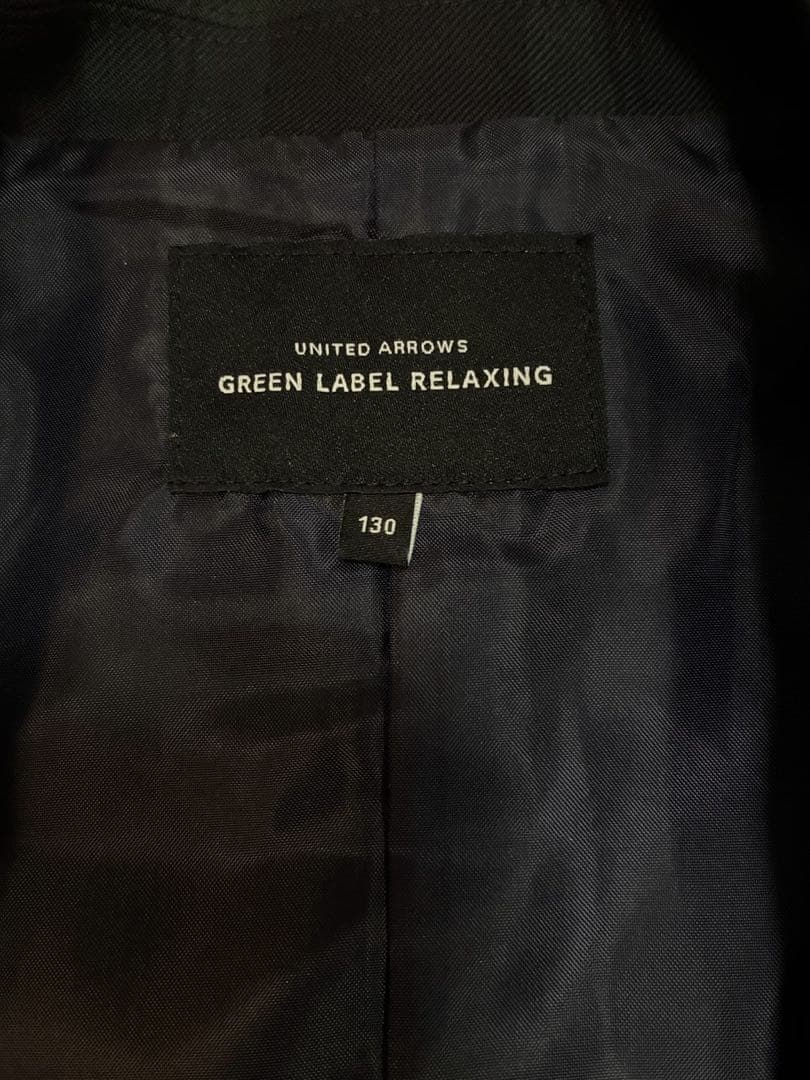 UNITED ARROWS
GREEN LABEL RELAXING
130